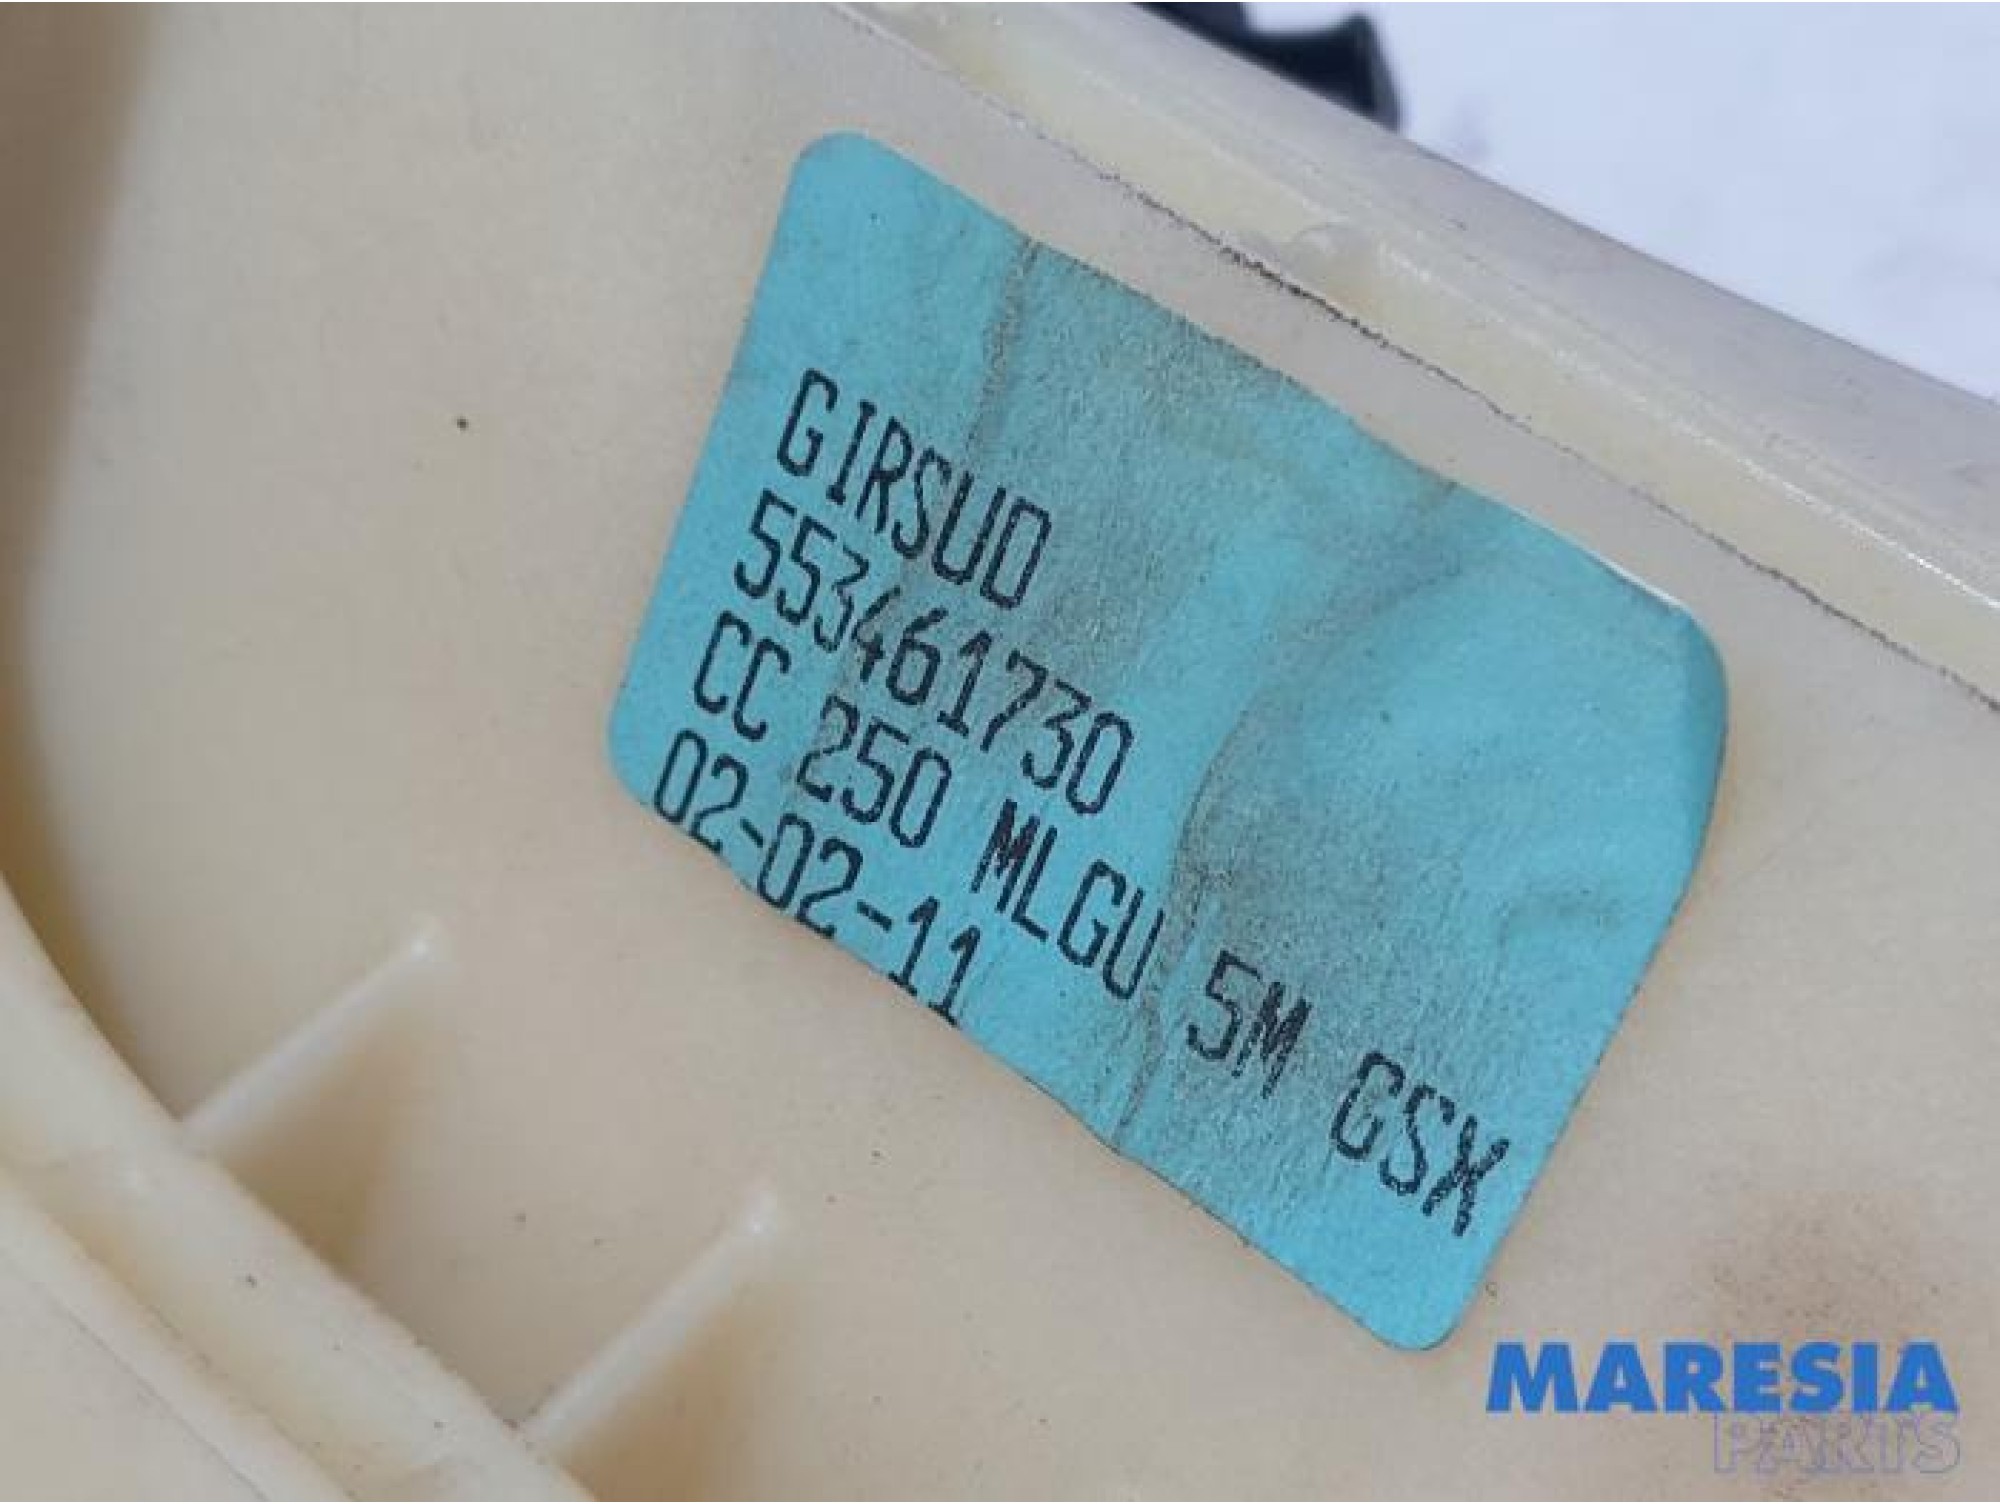 GIRSUD
553461730
CC 250 MLGU 5M GSX
02-02-11
MARESIA
PARTS